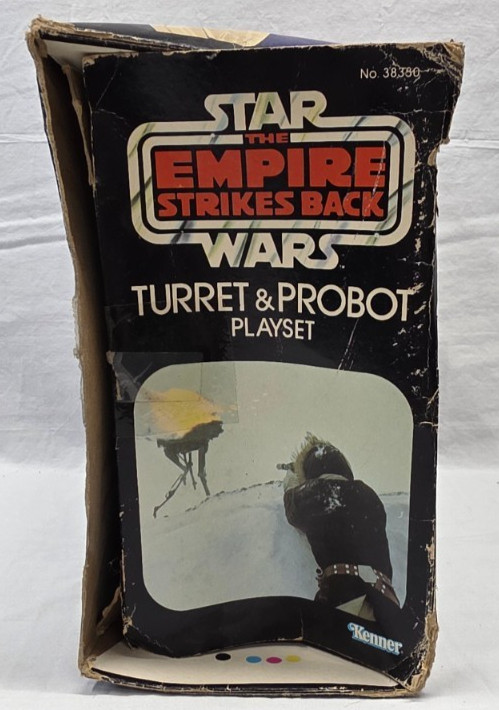 No. 38330
STAR
THE
EMPIRE
STRIKES BACK
WARS
TURRET & PROBOT
PLAYSET
Kenner